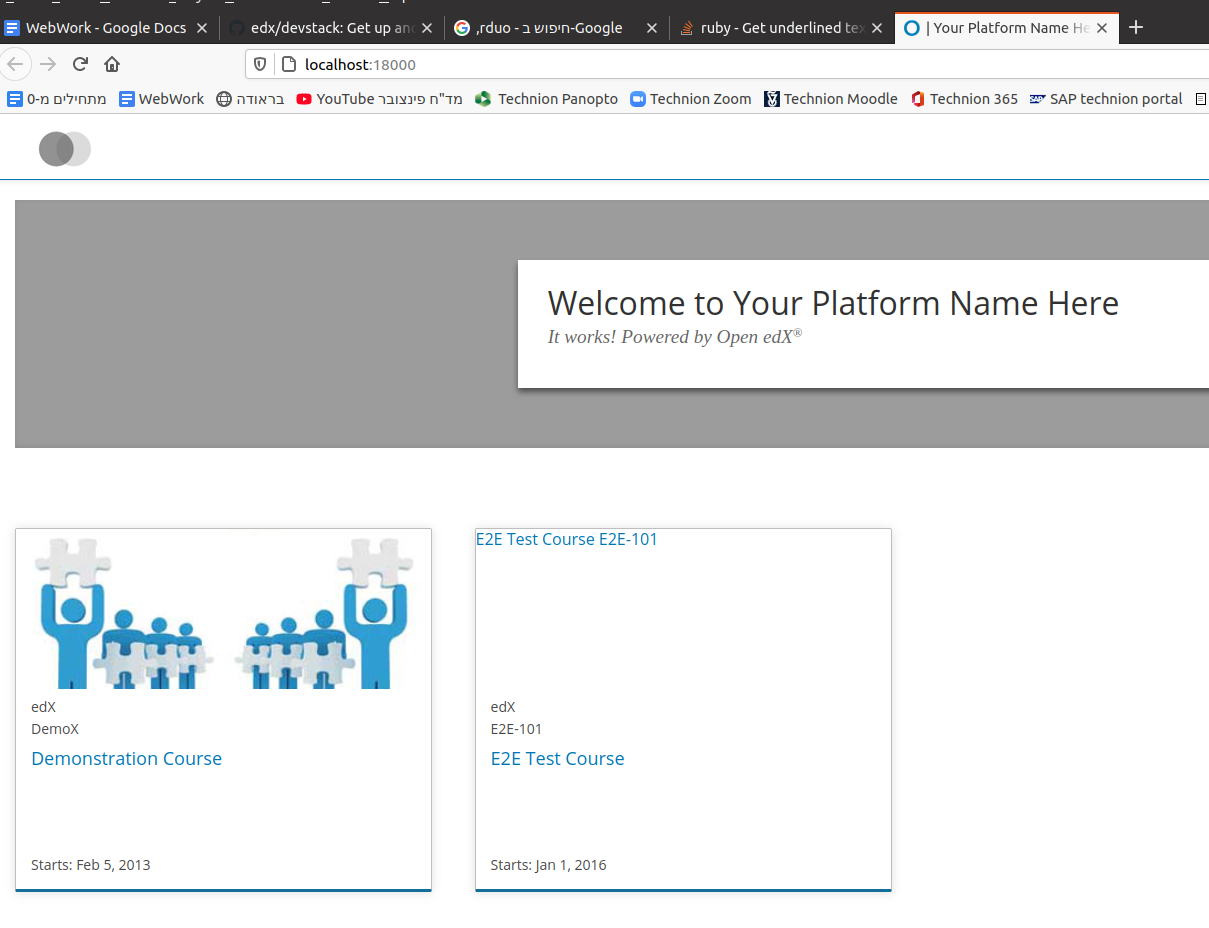 WebWork - Google Docs
edx/devstack: Get up and
,rduo - חיפוש ב-Google
ruby - Get underlined tex
| Your Platform Name He
localhost:18000
מתחילים מ-0
WebWork
בראודה
מד"ח פינצובר YouTube
Technion Panopto
Technion Zoom
Technion Moodle
Technion 365
SAP technion portal
Welcome to Your Platform Name Here
It works! Powered by Open edX®
E2E Test Course E2E-101
edX
DemoX
Demonstration Course
Starts: Feb 5, 2013
edX
E2E-101
E2E Test Course
Starts: Jan 1, 2016